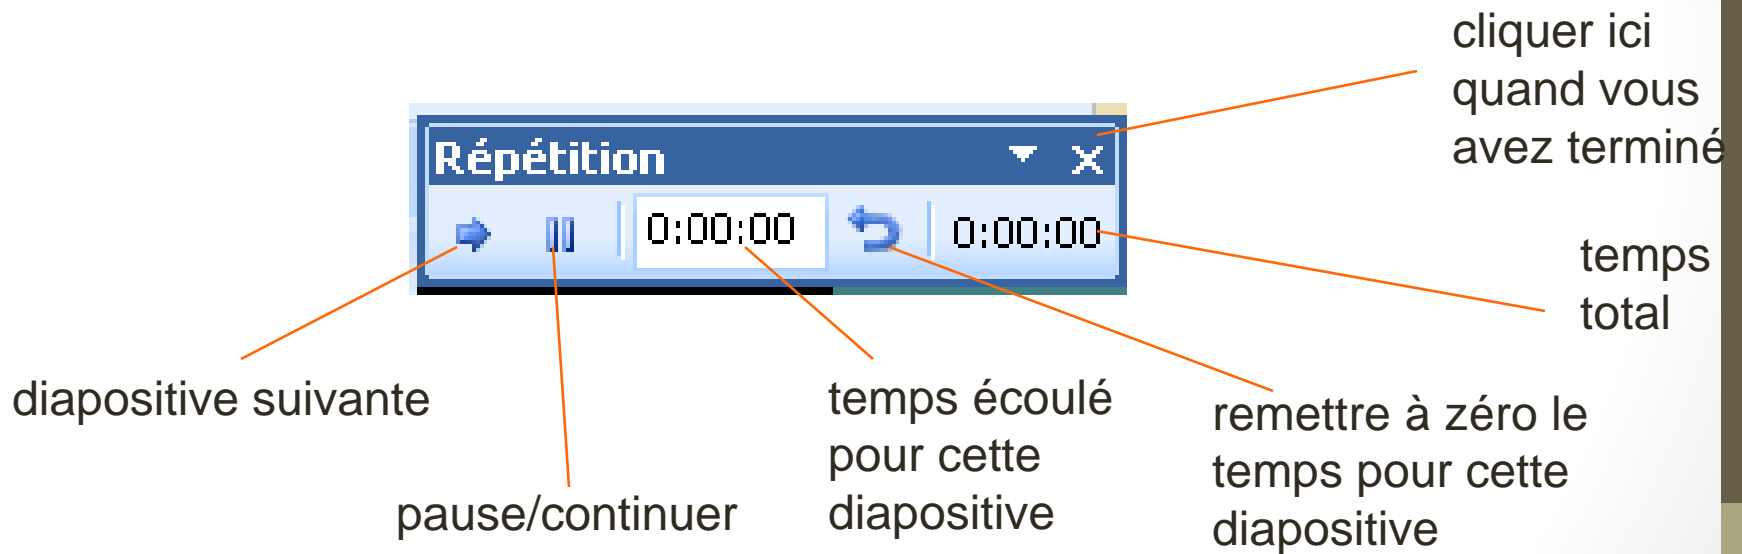 cliquer ici
quand vous
avez terminé
Répétition
0:00:00
0:00:00
temps
total
diapositive suivante
pause/continuer
temps écoulé
pour cette
diapositive
remettre à zéro le
temps pour cette
diapositive